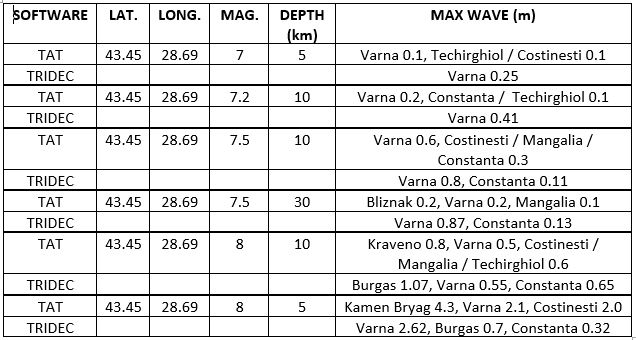 SOFTWARE LAT. LONG. MAG. DEPTH (km) MAX WAVE (m)
TAT 43.45 28.69 7 5 Varna 0.1, Techirghiol / Costinesti 0.1
TRIDEC Varna 0.25
TAT 43.45 28.69 7.2 10 Varna 0.2, Constanta / Techirghiol 0.1
TRIDEC Varna 0.41
TAT 43.45 28.69 7.5 10 Varna 0.6, Costinesti / Mangalia /
Constanta 0.3
TRIDEC Varna 0.8, Constanta 0.11
TAT 43.45 28.69 7.5 30 Bliznak 0.2, Varna 0.2, Mangalia 0.1
TRIDEC Varna 0.87, Constanta 0.13
TAT 43.45 28.69 8 10 Kraveno 0.8, Varna 0.5, Costinesti /
Mangalia / Techirghiol 0.6
TRIDEC Burgas 1.07, Varna 0.55, Constanta 0.65
TAT 43.45 28.69 8 5 Kamen Bryag 4.3, Varna 2.1, Costinesti 2.0
TRIDEC Varna 2.62, Burgas 0.7, Constanta 0.32